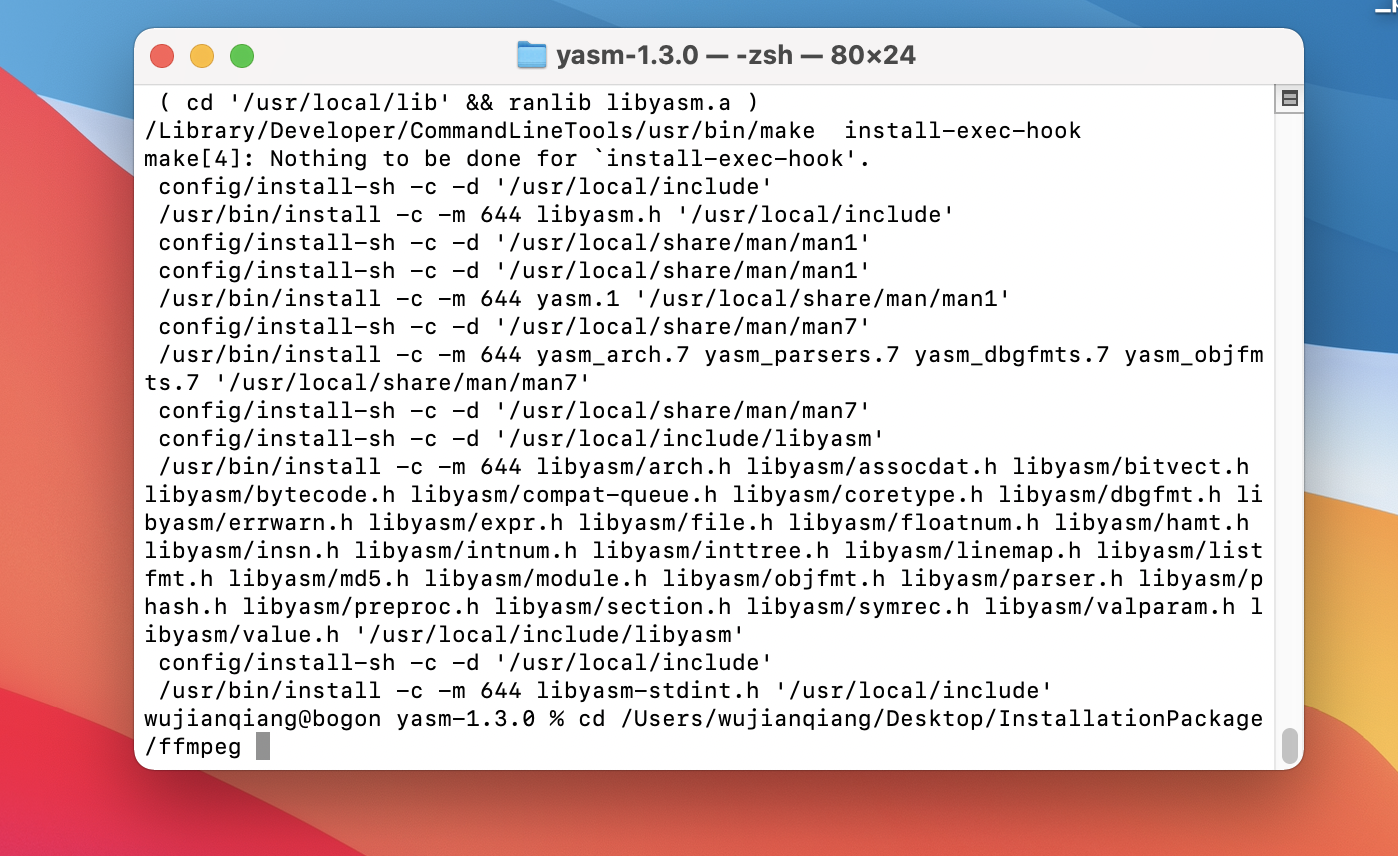 yasm-1.3.0 — -zsh — 80×24
( cd '/usr/local/lib' && ranlib libyasm.a )
/Library/Developer/CommandLineTools/usr/bin/make  install-exec-hook
make[4]: Nothing to be done for `install-exec-hook'.
config/install-sh -c -d '/usr/local/include'
/usr/bin/install -c -m 644 libyasm.h '/usr/local/include'
config/install-sh -c -d '/usr/local/share/man/man1'
config/install-sh -c -d '/usr/local/share/man/man1'
/usr/bin/install -c -m 644 yasm.1 '/usr/local/share/man/man1'
config/install-sh -c -d '/usr/local/share/man/man7'
/usr/bin/install -c -m 644 yasm_arch.7 yasm_parsers.7 yasm_dbgfmts.7 yasm_objfm
ts.7 '/usr/local/share/man/man7'
config/install-sh -c -d '/usr/local/share/man/man7'
config/install-sh -c -d '/usr/local/include/libyasm'
/usr/bin/install -c -m 644 libyasm/arch.h libyasm/assocdat.h libyasm/bitvect.h
libyasm/bytecode.h libyasm/compat-queue.h libyasm/coretype.h libyasm/dbgfmt.h li
byasm/errwarn.h libyasm/expr.h libyasm/file.h libyasm/floatnum.h libyasm/hamt.h
libyasm/insn.h libyasm/intnum.h libyasm/inttree.h libyasm/linemap.h libyasm/list
fmt.h libyasm/md5.h libyasm/module.h libyasm/objfmt.h libyasm/parser.h libyasm/p
hash.h libyasm/preproc.h libyasm/section.h libyasm/symrec.h libyasm/valparam.h l
ibyasm/value.h '/usr/local/include/libyasm'
config/install-sh -c -d '/usr/local/include'
/usr/bin/install -c -m 644 libyasm-stdint.h '/usr/local/include'
wujianqiang@bogon yasm-1.3.0 % cd /Users/wujianqiang/Desktop/InstallationPackage
/ffmpeg